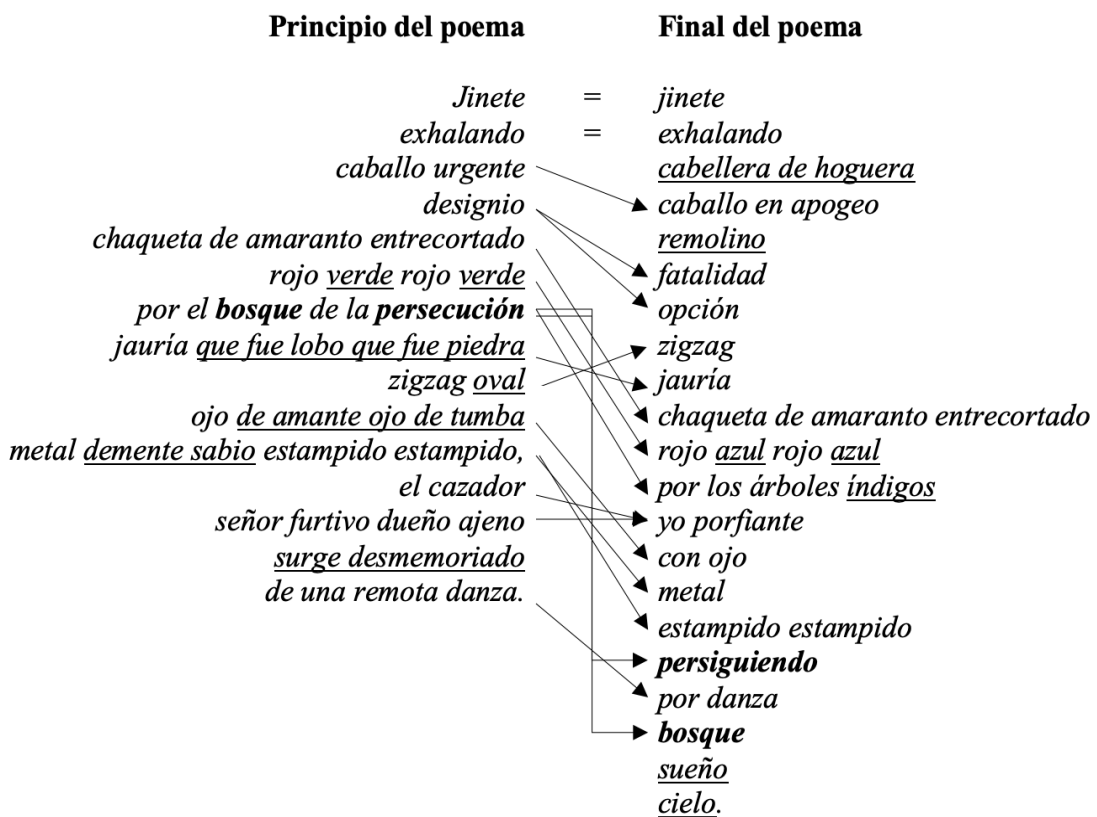 Principio del poema Final del poema
Jinete = jinete
exhalando = exhalando
caballo urgente cabellera de hoguera
designio caballo en apogeo
chaqueta de amaranto entrecortado remolino
rojo verde rojo verde fatalidad
por el bosque de la persecución opción
jauría que fue lobo que fue piedra zigzag
zigzag oval jauría
ojo de amante ojo de tumba chaqueta de amaranto entrecortado
metal demente sabio estampido estampido, rojo azul rojo azul
el cazador por los árboles índigos
señor furtivo dueño ajeno yo porfiante
surge desmemoriado con ojo
de una remota danza. metal
estampido estampido
persiguiendo
por danza
bosque
sueño
cielo.